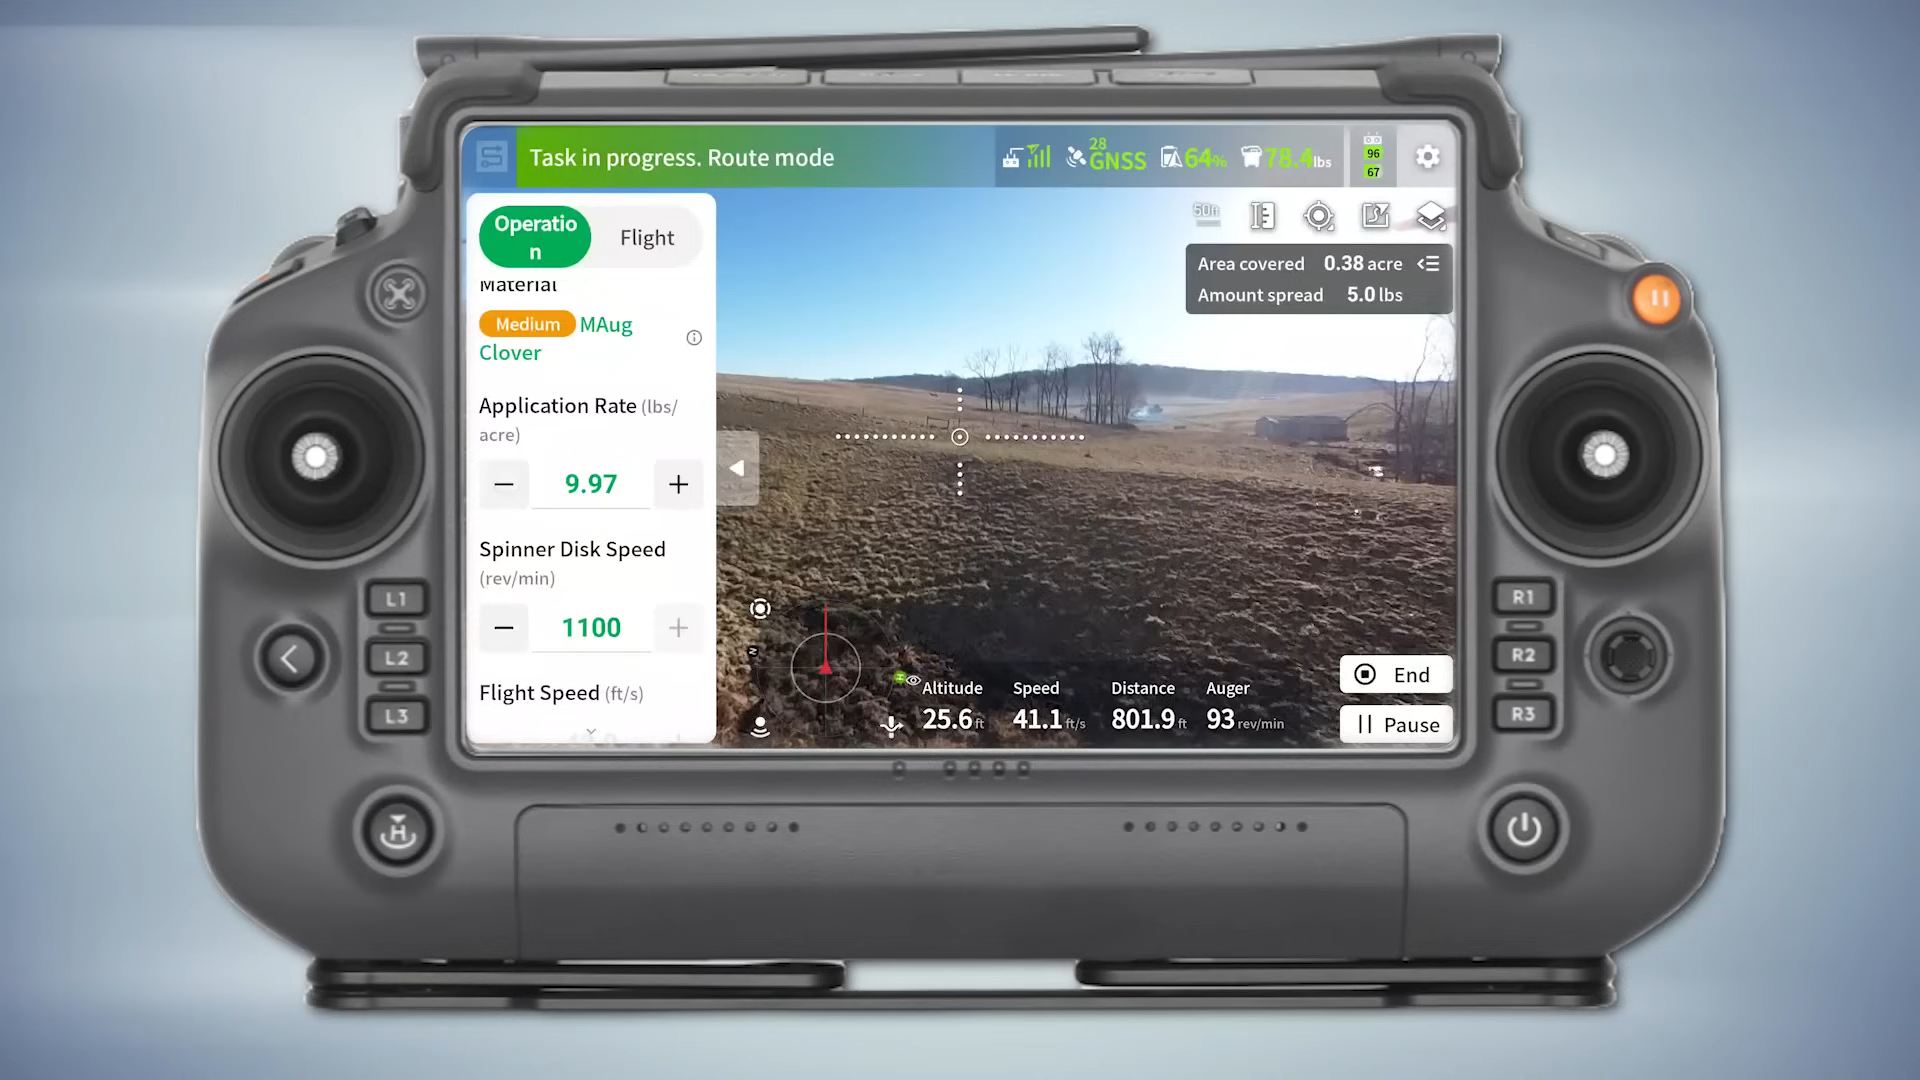 Task in progress. Route mode
28
GNSS
64%
78.4 lbs
96
67
Operatio
n
Flight
Material
Medium MAug
Clover
Application Rate (lbs/
acre)
— 9.97 +
Spinner Disk Speed
(rev/min)
— 1100 +
Flight Speed (ft/s)
50ft
Area covered 0.38 acre
Amount spread 5.0 lbs
N
H
Altitude Speed Distance Auger
25.6 ft 41.1 ft/s 801.9 ft 93 rev/min
End
Pause
L1
L2
L3
R1
R2
R3
H